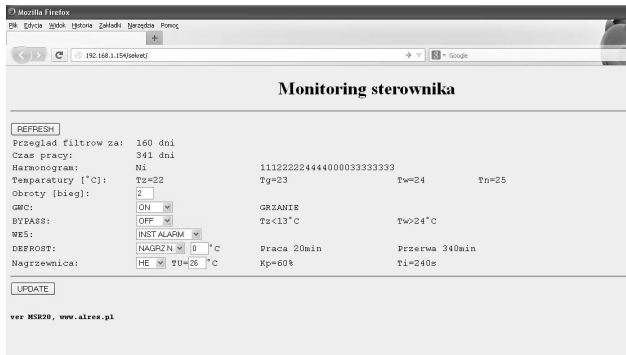 Mozilla Firefox
Plik Edycja Widok Historia Zakładki Narzędzia Pomoc
+
192.168.1.154/sekret/ Google
Monitoring sterownika
REFRESH
Przeglad filtrow za: 160 dni
Czas pracy: 341 dni
Harmonogram: Ni 111222224444000033333333
Temparatury [°C]: Tz=22 Tg=23 Tw=24 Tn=25
Obroty [bieg]: 2
GWC: ON GRZANIE
BYPASS: OFF Tz<13°C Tw>24°C
WE5: INST ALARM
DEFROST: NAGRZ N 0 °C Praca 20min Przerwa 340min
Nagrzewnica: HE TU=26 °C Kp=60% Ti=240s
UPDATE
ver MSR20, www.alres.pl